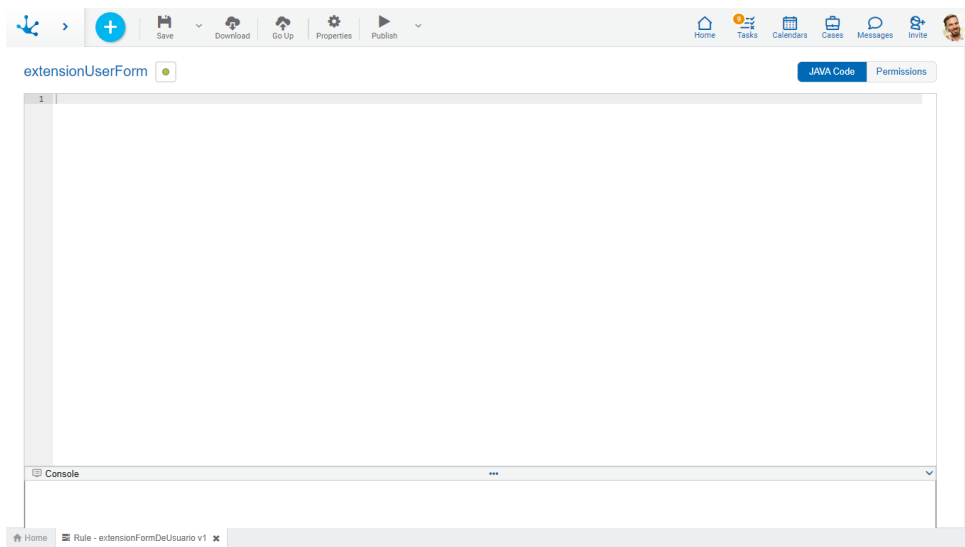 Save
Download
Go Up
Properties
Publish
Home
9
Tasks
Calendars
Cases
Messages
Invite
extensionUserForm
JAVA Code
Permissions
1
Console
Home
Rule - extensionFormDeUsuario v1